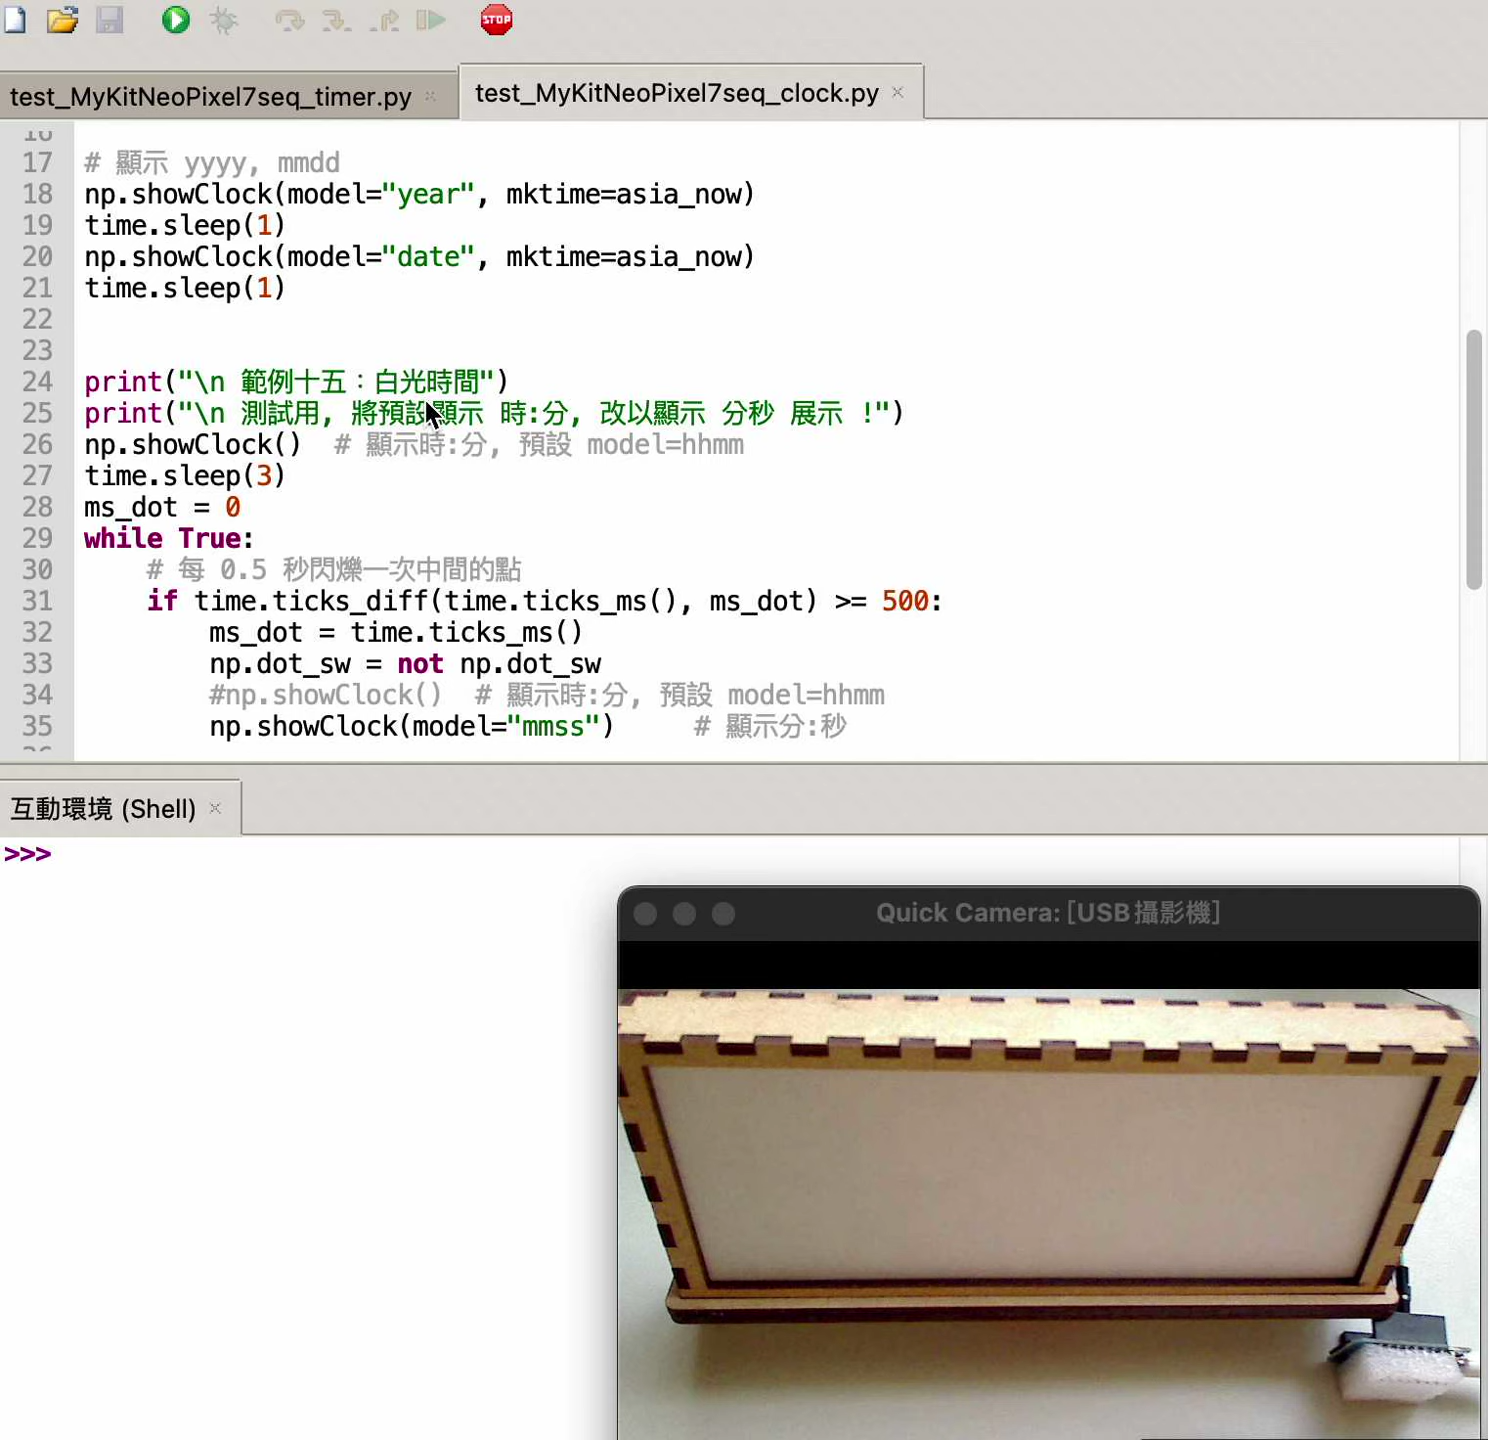 STOP
test_MyKitNeoPixel7seq_timer.py
test_MyKitNeoPixel7seq_clock.py
16
17 # 顯示 yyyy, mmdd
18 np.showClock(model="year", mktime=asia_now)
19 time.sleep(1)
20 np.showClock(model="date", mktime=asia_now)
21 time.sleep(1)
22
23
24 print("\n 範例十五：白光時間")
25 print("\n 測試用, 將預設顯示 時:分, 改以顯示 分秒 展示 !")
26 np.showClock()  # 顯示時:分, 預設 model=hhmm
27 time.sleep(3)
28 ms_dot = 0
29 while True:
30     # 每 0.5 秒閃爍一次中間的點
31     if time.ticks_diff(time.ticks_ms(), ms_dot) >= 500:
32         ms_dot = time.ticks_ms()
33         np.dot_sw = not np.dot_sw
34         #np.showClock()  # 顯示時:分, 預設 model=hhmm
35         np.showClock(model="mmss")     # 顯示分:秒
互動環境 (Shell)
>>>
Quick Camera: [USB攝影機]